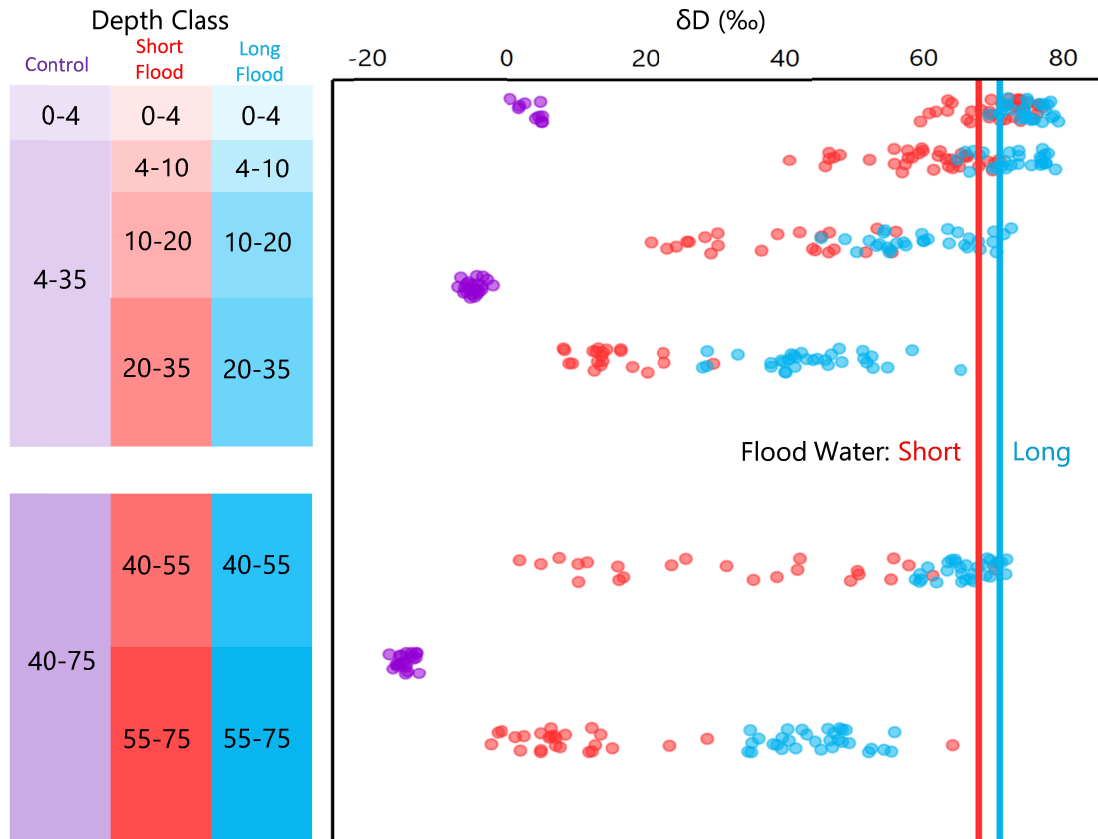 Depth Class
Control
Short
Flood
Long
Flood
δD (‰)
-20 0 20 40 60 80
0-4 0-4 0-4
4-10 4-10
10-20 10-20
4-35
20-35 20-35
Flood Water: Short Long
40-55 40-55
40-75
55-75 55-75